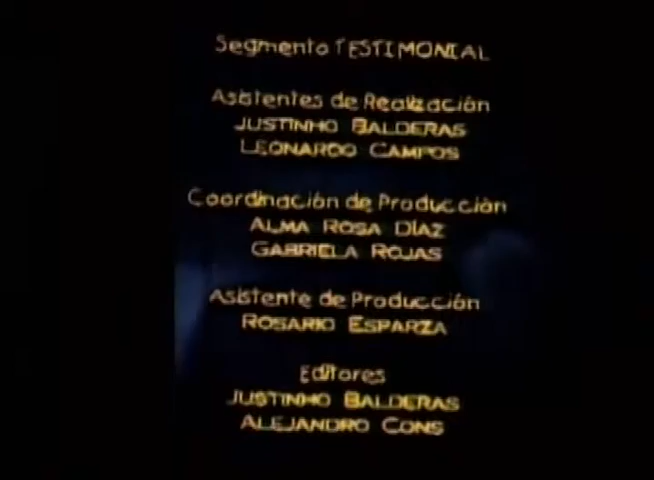 Segmento TESTIMONIAL
Asistentes de Realización
JUSTINHO BALDERAS
LEONARDO CAMPOS
Coordinación de Producción
ALMA ROSA DÍAZ
GABRIELA ROJAS
Asistente de Producción
ROSARIO ESPARZA
Editores
JUSTINHO BALDERAS
ALEJANDRO CONS